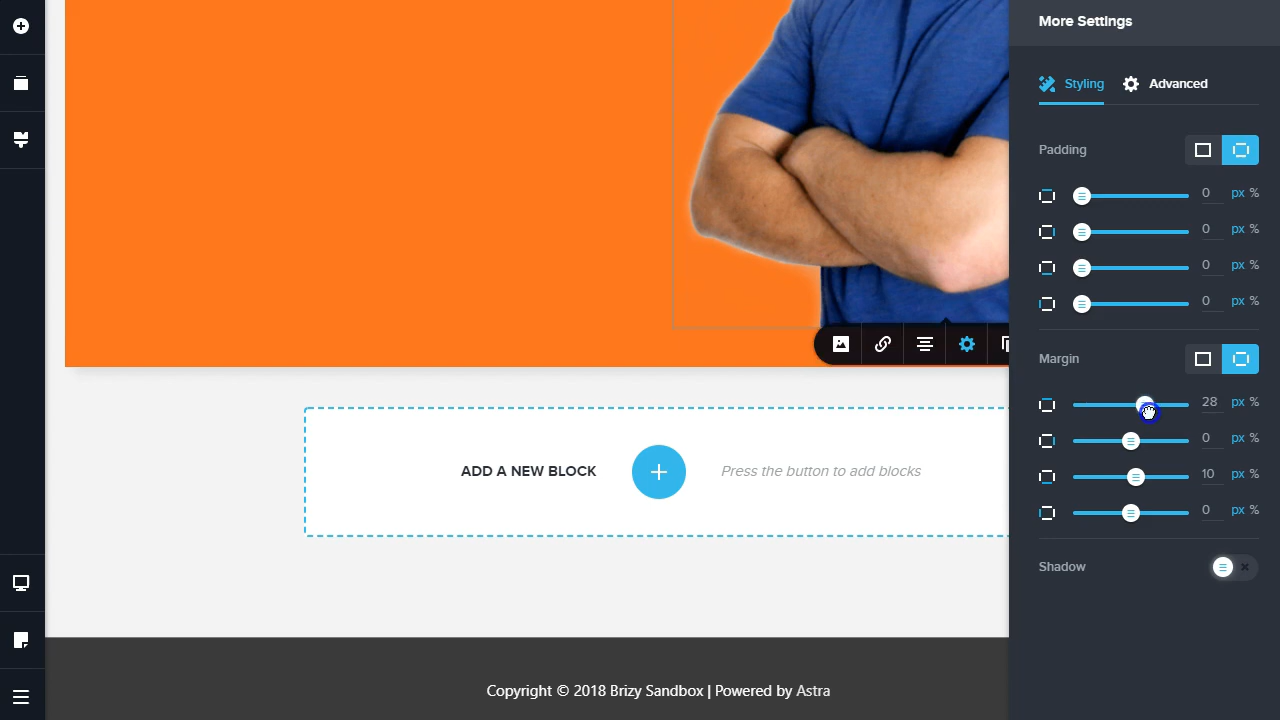 More Settings
Styling
Advanced
Padding
0 px %
0 px %
0 px %
0 px %
Margin
28 px %
0 px %
10 px %
0 px %
Shadow
ADD A NEW BLOCK
Press the button to add blocks
Copyright © 2018 Brizy Sandbox | Powered by Astra